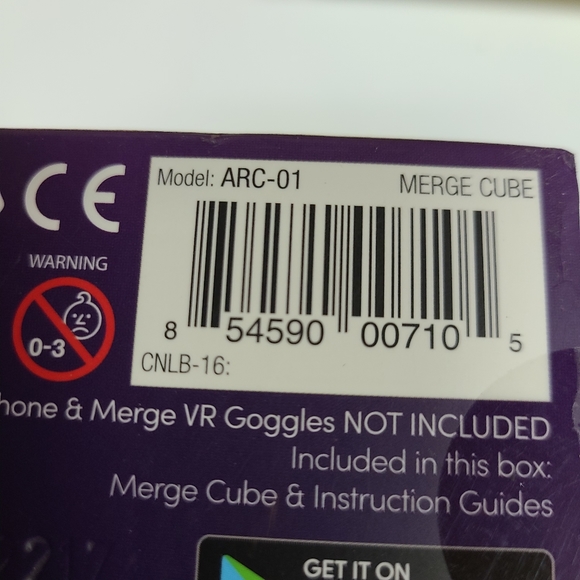 CE
Model: ARC-01 MERGE CUBE
WARNING
0-3
8 54590 00710 5
CNLB-16:
& Merge VR Goggles NOT INCLUDED
Included in this box:
Merge Cube & Instruction Guides
GET IT ON